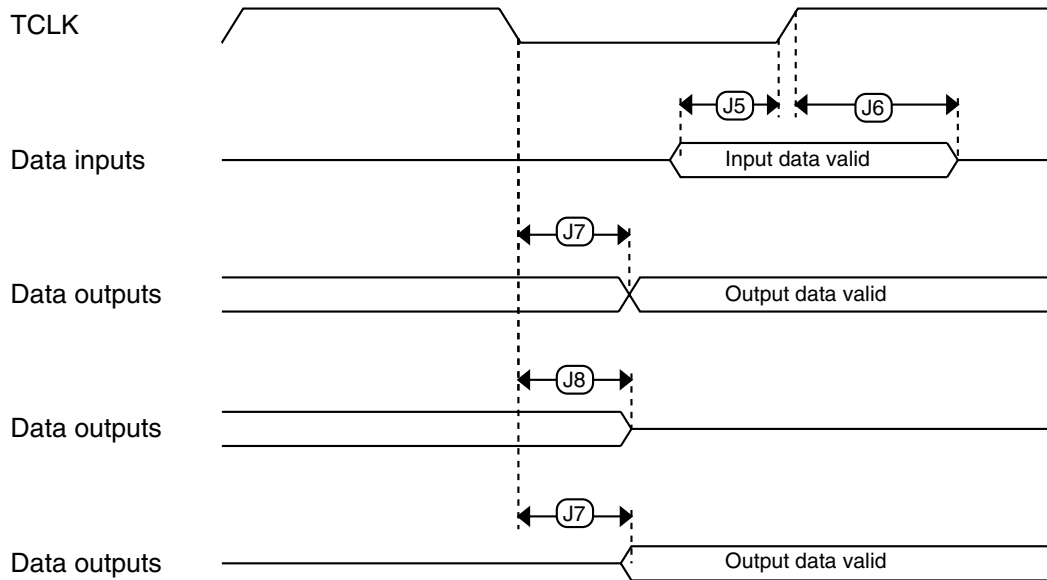 TCLK
J5
J6
Data inputs
Input data valid
J7
Data outputs
Output data valid
J8
Data outputs
J7
Data outputs
Output data valid